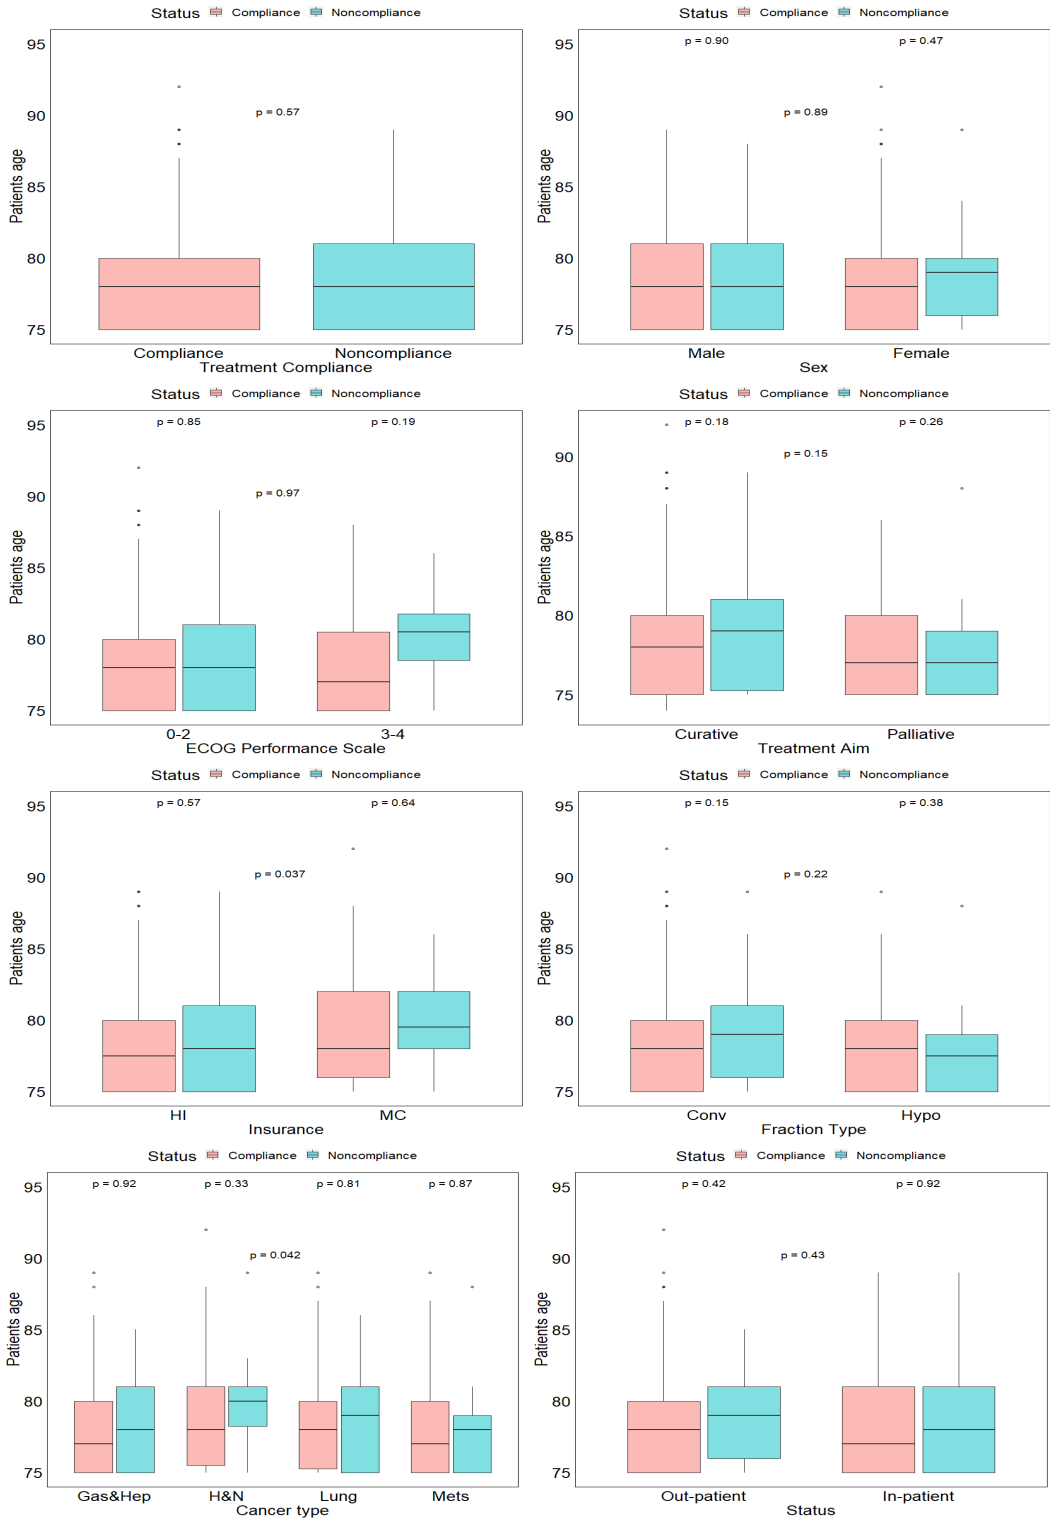 Status Compliance Noncompliance
95
90
85
80
75
Patients age
p = 0.57
Compliance Noncompliance
Treatment Compliance
Status Compliance Noncompliance
95
90
85
80
75
Patients age
p = 0.90 p = 0.47
p = 0.89
Male Female
Sex
Status Compliance Noncompliance
95
90
85
80
75
Patients age
p = 0.85 p = 0.19
p = 0.97
0-2 3-4
ECOG Performance Scale
Status Compliance Noncompliance
90
85
80
75
Patients age
p = 0.18 p = 0.26
p = 0.15
Curative Palliative
Treatment Aim
Status Compliance Noncompliance
95
90
85
80
75
Patients age
p = 0.57 p = 0.64
p = 0.037
HI MC
Insurance
Status Compliance Noncompliance
95
90
85
80
75
Patients age
p = 0.15 p = 0.38
p = 0.22
Conv Hypo
Fraction Type
Status Compliance Noncompliance
95
90
85
80
75
Patients age
p = 0.92 p = 0.33 p = 0.81 p = 0.87
p = 0.042
Gas&Hep H&N Lung Mets
Cancer type
Status Compliance Noncompliance
95
90
85
80
75
Patients age
p = 0.42 p = 0.92
p = 0.43
Out-patient In-patient
Status